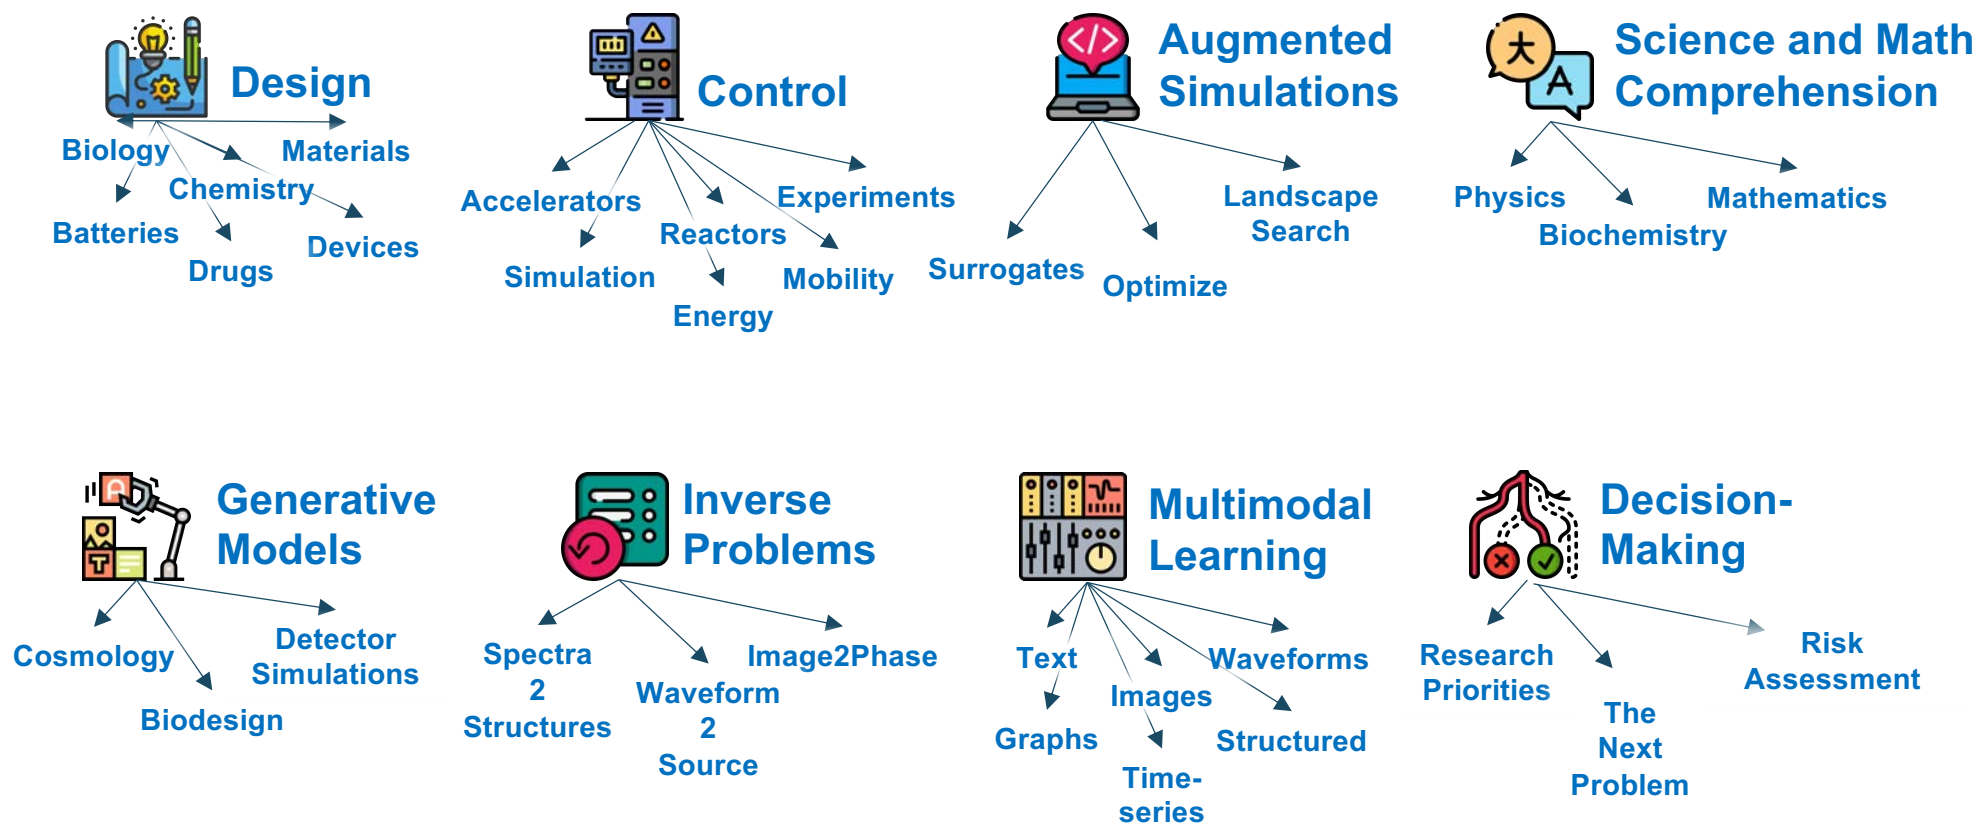 Design
Biology
Materials
Chemistry
Batteries
Devices
Drugs
Control
Accelerators
Experiments
Reactors
Simulation
Mobility
Energy
</>
Augmented
Simulations
Landscape
Search
Surrogates
Optimize
大
A
Science and Math
Comprehension
Physics
Mathematics
Biochemistry
A
T
Generative
Models
Cosmology
Detector
Simulations
Biodesign
Inverse
Problems
Spectra
2
Structures
Image2Phase
Waveform
2
Source
Multimodal
Learning
Text
Waveforms
Images
Graphs
Structured
Time-
series
Decision-
Making
Research
Priorities
Risk
Assessment
The
Next
Problem